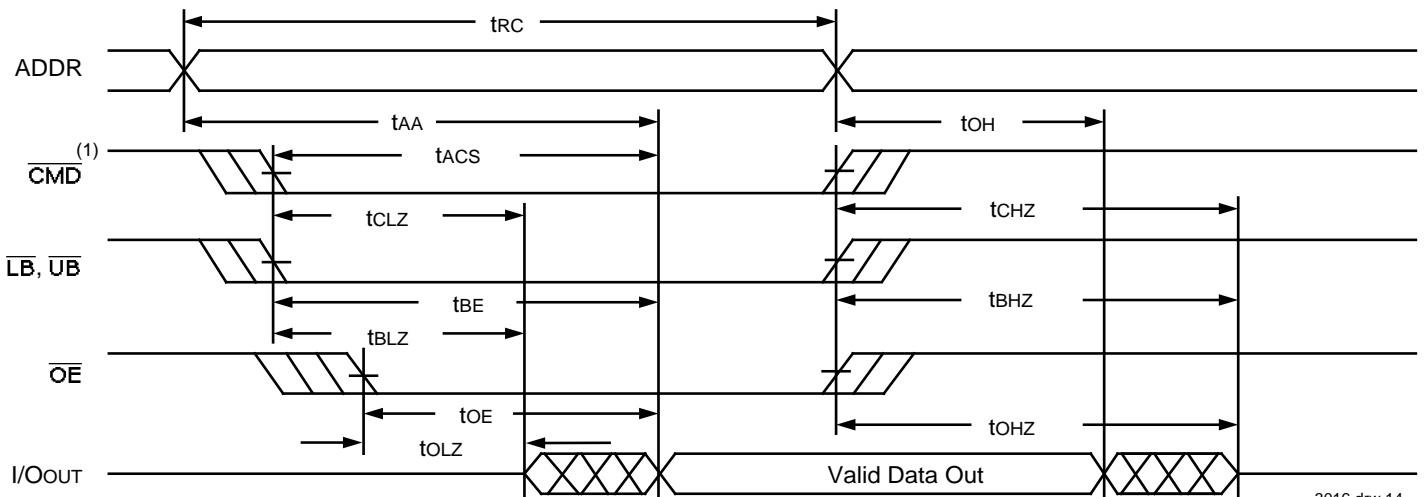 tRC
ADDR
tAA
tOH
CMD (1)
tACS
tCLZ
tCHZ
LB, UB
tBE
tBHZ
tBLZ
OE
tOE
tOLZ
tOHZ
I/OOUT
Valid Data Out